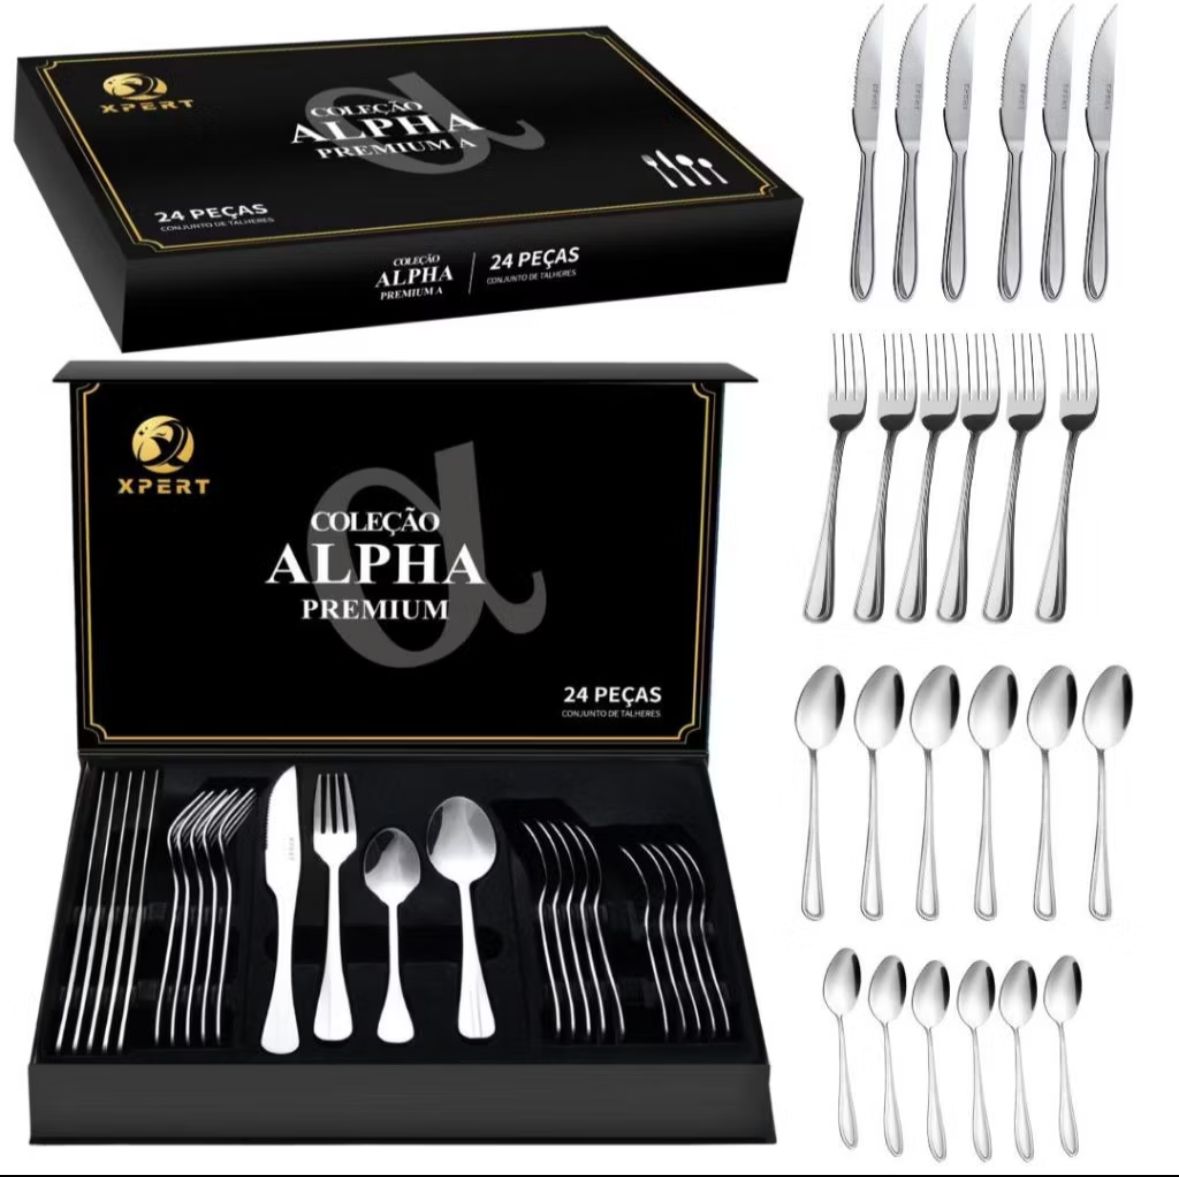 XPERT
COLEÇÃO
ALPHA
PREMIUM A
24 PEÇAS
CONJUNTO DE TALHERES
COLEÇÃO
ALPHA
PREMIUM A
24 PEÇAS
CONJUNTO DE TALHERES
XPERT
COLEÇÃO
ALPHA
PREMIUM
24 PEÇAS
CONJUNTO DE TALHERES